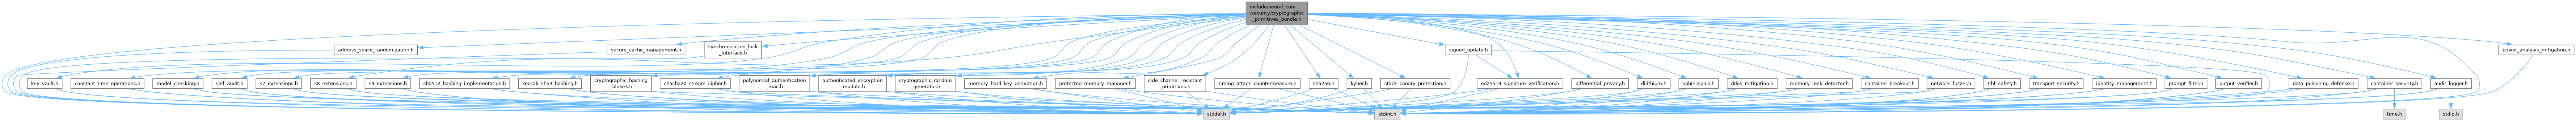 include/neural_core
/security/cryptographic
_primitives_bundle.h
address_space_randomization.h
secure_cache_management.h
synchronization_lock
_interface.h
signed_update.h
power_analysis_mitigation.h
key_vault.h
constant_time_operations.h
model_checking.h
self_audit.h
s7_extensions.h
s8_extensions.h
s9_extensions.h
sha512_hashing_implementation.h
keccak_sha3_hashing.h
cryptographic_hashing
_blake3.h
chacha20_stream_cipher.h
polynomial_authentication
_mac.h
authenticated_encryption
_module.h
cryptographic_random
_generator.h
memory_hard_key_derivation.h
protected_memory_manager.h
side_channel_resistant
_primitives.h
timing_attack_countermeasure.h
sha256.h
kyber.h
stack_canary_protection.h
ed25519_signature_verification.h
differential_privacy.h
dilithium.h
sphincsplus.h
ddos_mitigation.h
memory_leak_detector.h
container_breakout.h
network_fuzzer.h
rlhf_safety.h
transport_security.h
identity_management.h
prompt_filter.h
output_verifier.h
data_poisoning_defense.h
container_security.h
audit_logger.h
stddef.h
stdint.h
time.h
stdio.h